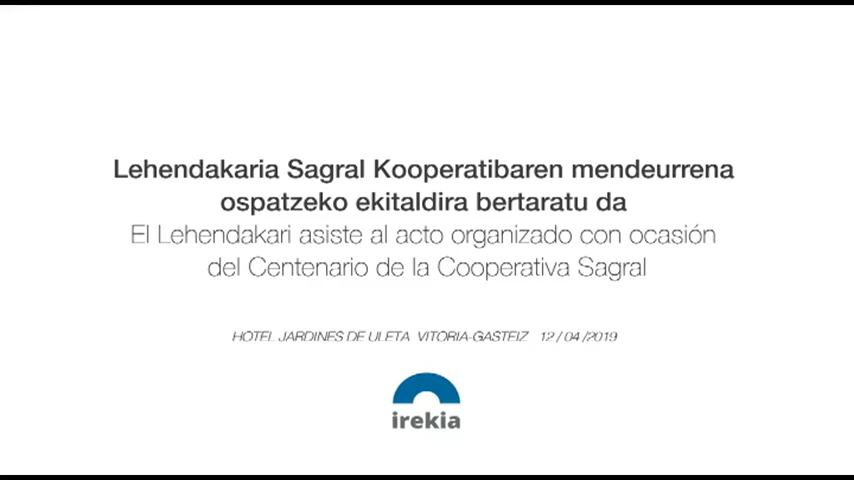 Lehendakaria Sagral Kooperatibaren mendeurrena
ospatzeko ekitaldira bertaratu da
El Lehendakari asiste al acto organizado con ocasión
del Centenario de la Cooperativa Sagral
HOTEL JARDINES DE ULETA VITORIA-GASTEIZ 12 / 04 /2019
irekia